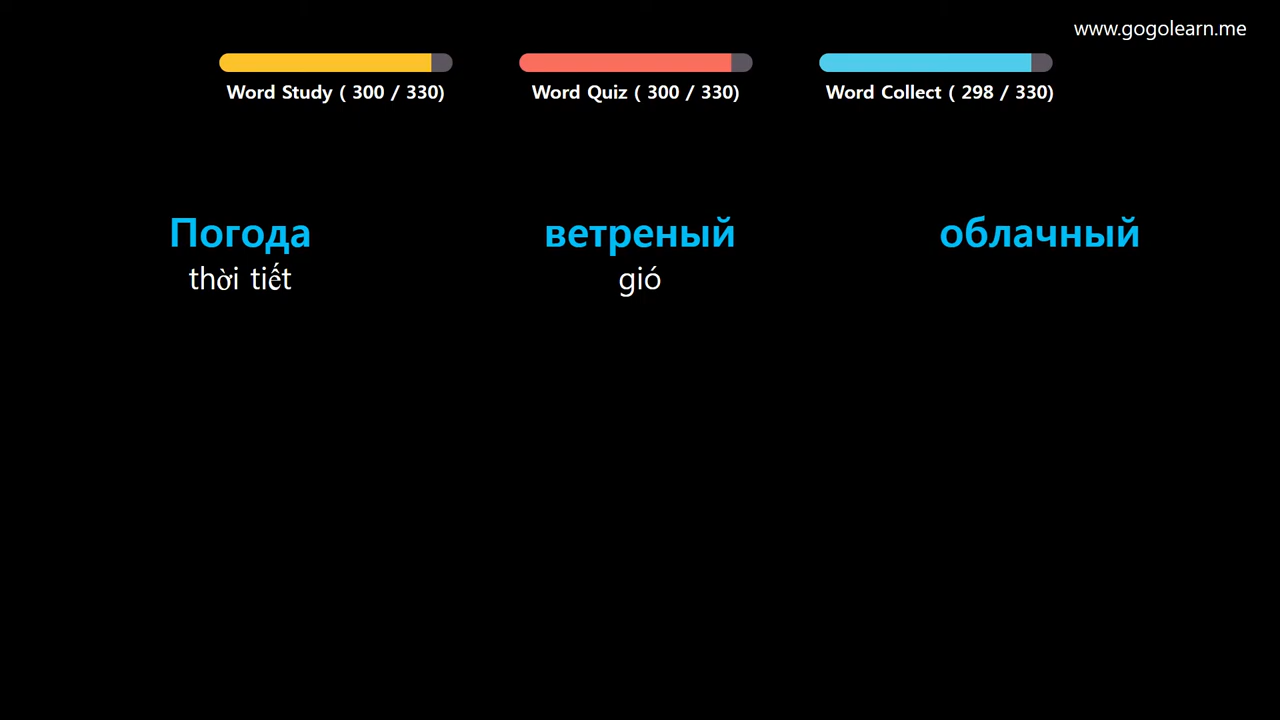 www.gogolearn.me
Word Study ( 300 / 330)
Word Quiz ( 300 / 330)
Word Collect ( 298 / 330)
Погода
thời tiết
ветреный
gió
облачный